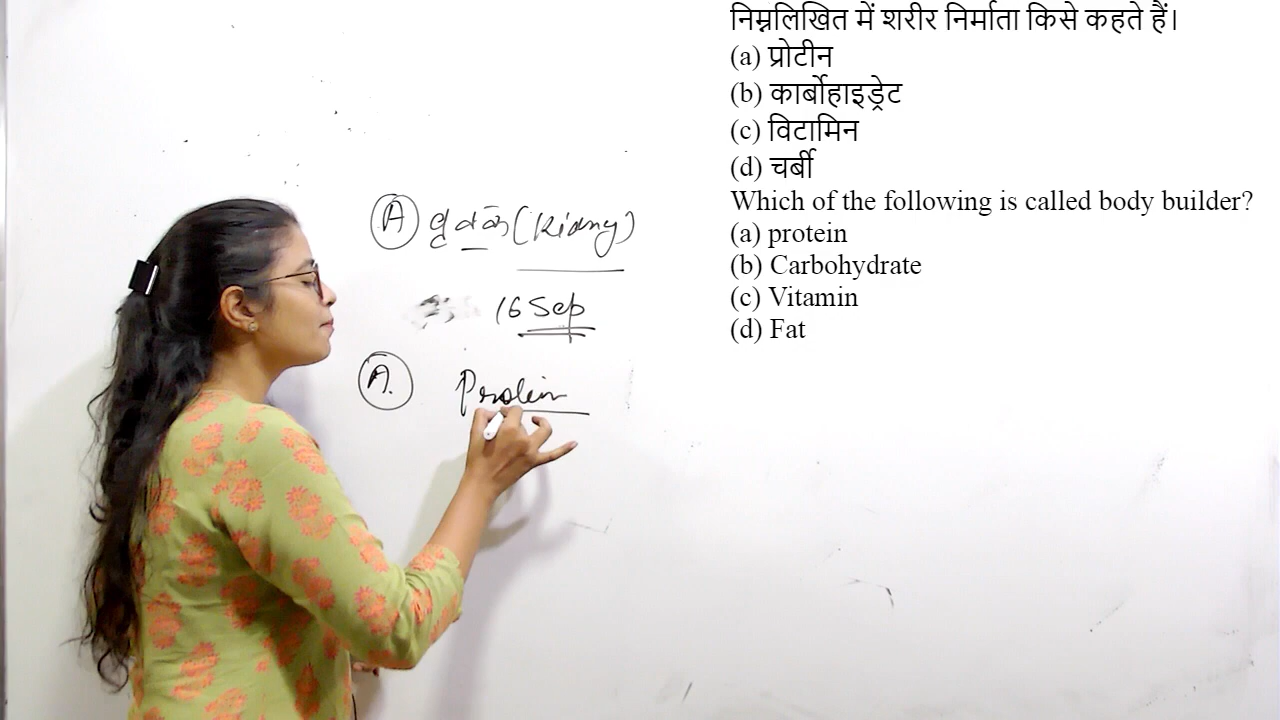 निम्नलिखित में शरीर निर्माता किसे कहते हैं।
(a) प्रोटीन
(b) कार्बोहाइड्रेट
(c) विटामिन
(d) चर्बी
Which of the following is called body builder?
(a) protein
(b) Carbohydrate
(c) Vitamin
(d) Fat
(A) वृक्क (Kidney)
16 Sep
(A. Protein